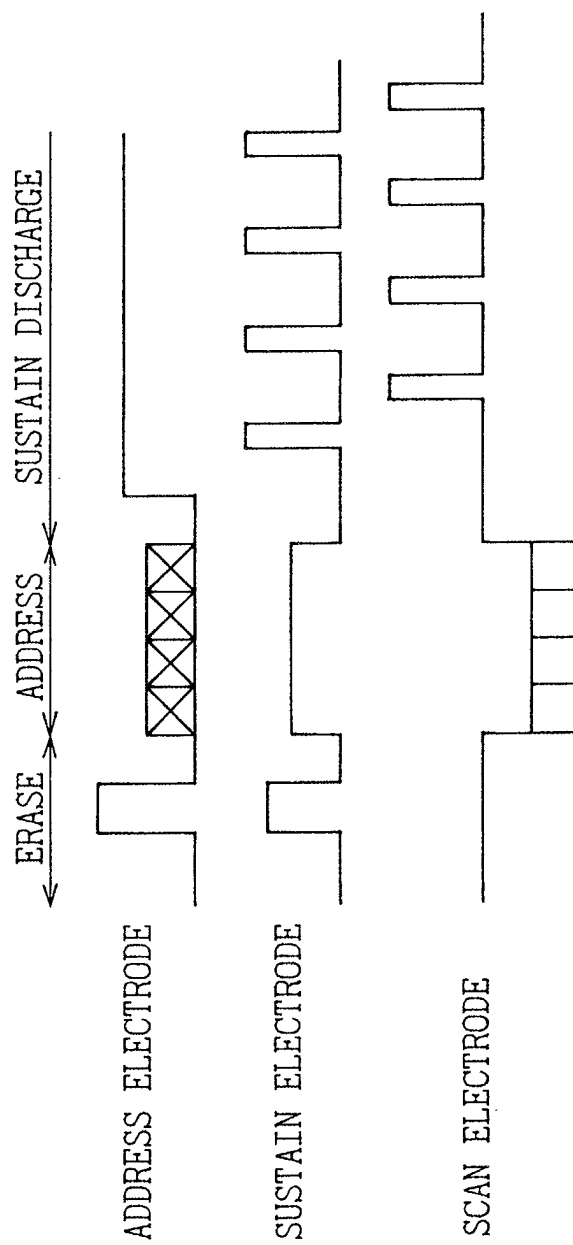 ERASE
ADDRESS
SUSTAIN DISCHARGE
ADDRESS ELECTRODE
SUSTAIN ELECTRODE
SCAN ELECTRODE